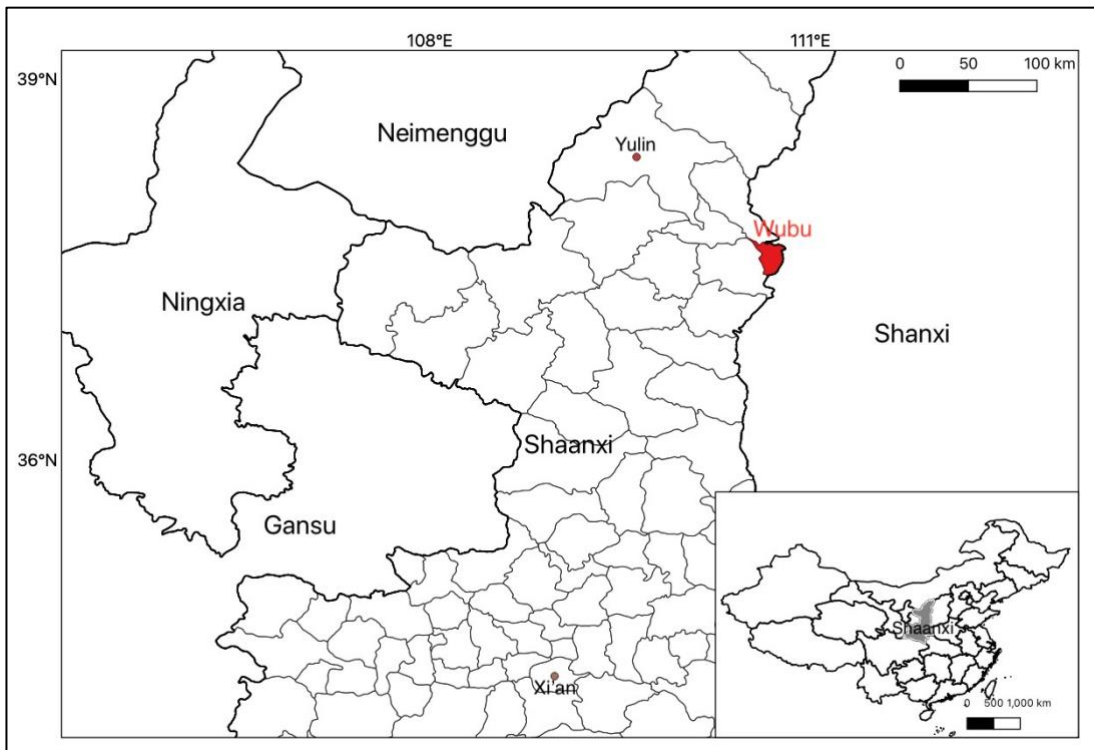 108°E 111°E
39°N
0 50 100 km
Neimenggu
Yulin
Wubu
Ningxia
Shanxi
Shaanxi
36°N
Gansu
Shaanxi
Xi'an
0 500 1,000 km